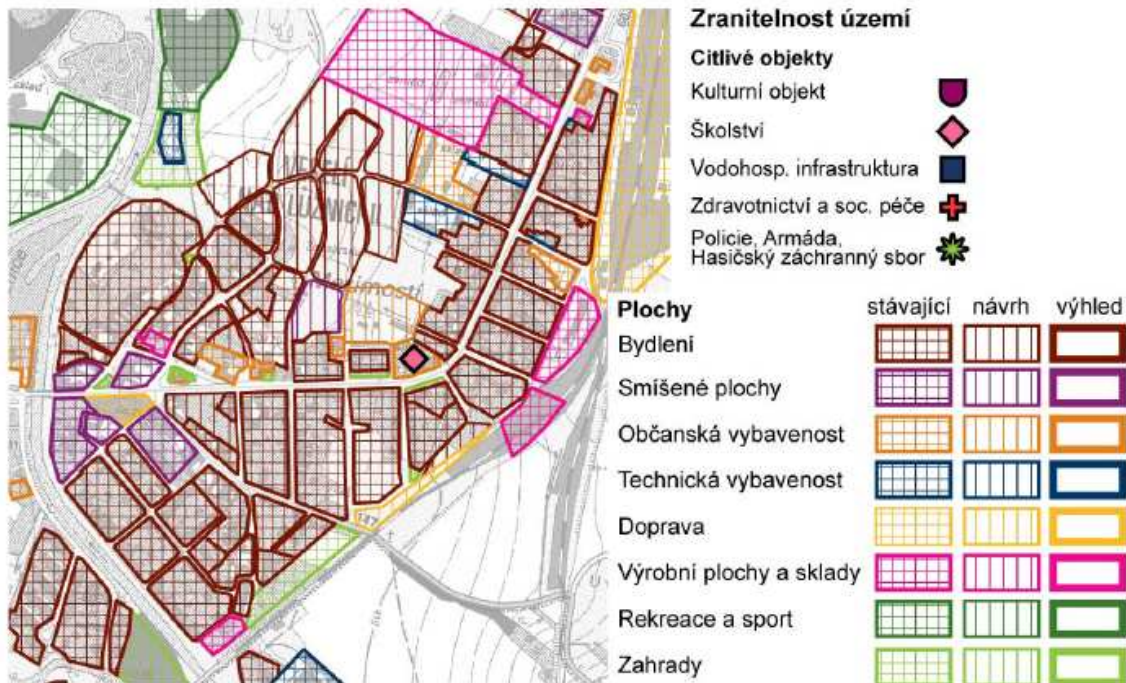 Zranitelnost území
Citlivé objekty
Kulturní objekt
Školství
Vodohosp. infrastruktura
Zdravotnictví a soc. péče
Policie, Armáda,
Hasičský záchranný sbor
Plochy stávající návrh výhled
Bydlení
Smíšené plochy
Občanská vybavenost
Technická vybavenost
Doprava
Výrobní plochy a sklady
Rekreace a sport
Zahrady